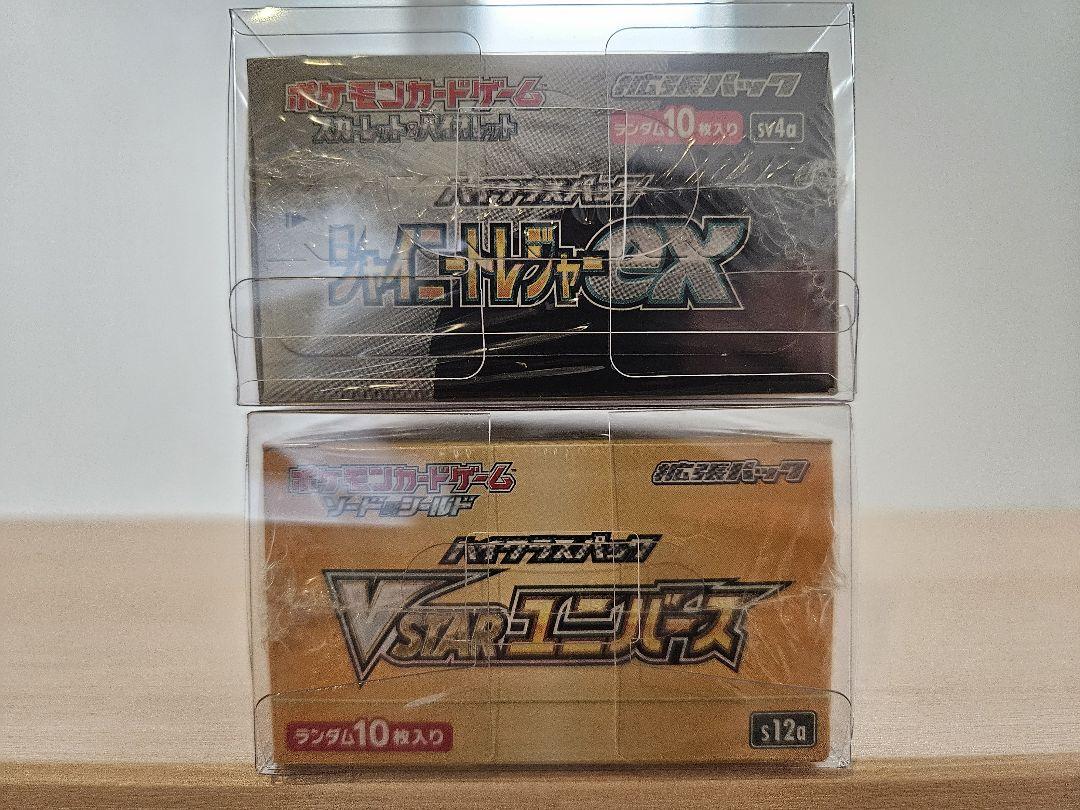 ポケモンカードゲーム
拡張パック
スカーレット&バイオレット
ランダム10枚入り
sv4a
ハイクラスパック
シャイニートレジャーex
ポケモンカードゲーム
拡張パック
ソード&シールド
ハイクラスパック
VSTARユニバース
ランダム10枚入り
s12a